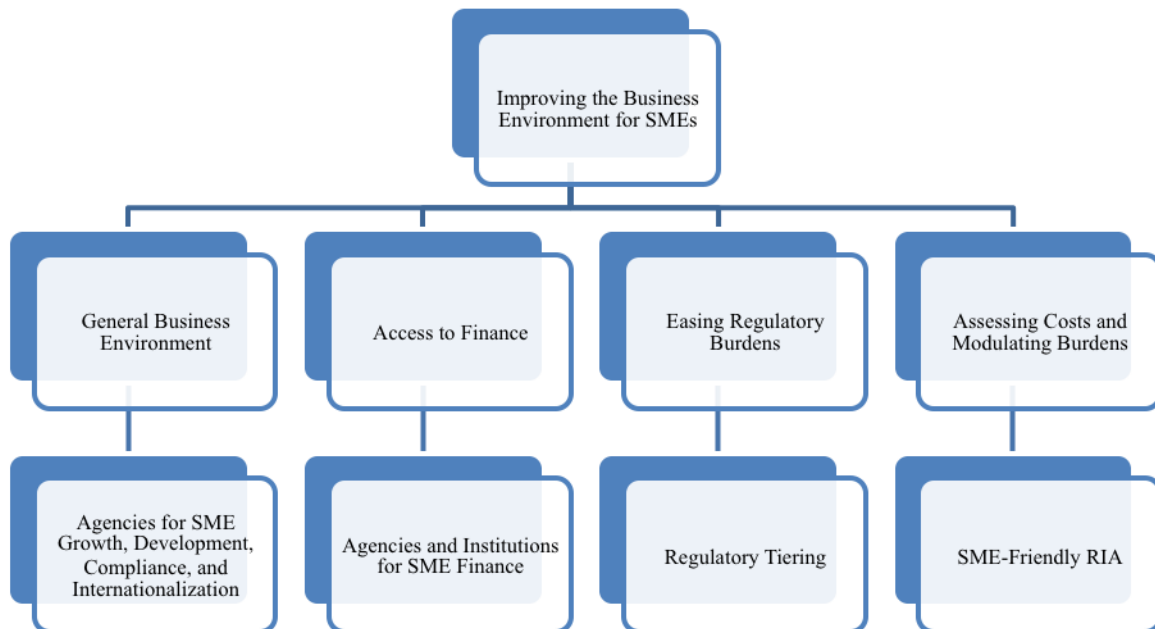 Improving the Business
Environment for SMEs
General Business
Environment
Access to Finance
Easing Regulatory
Burdens
Assessing Costs and
Modulating Burdens
Agencies for SME
Growth, Development,
Compliance, and
Internationalization
Agencies and Institutions
for SME Finance
Regulatory Tiering
SME-Friendly RIA